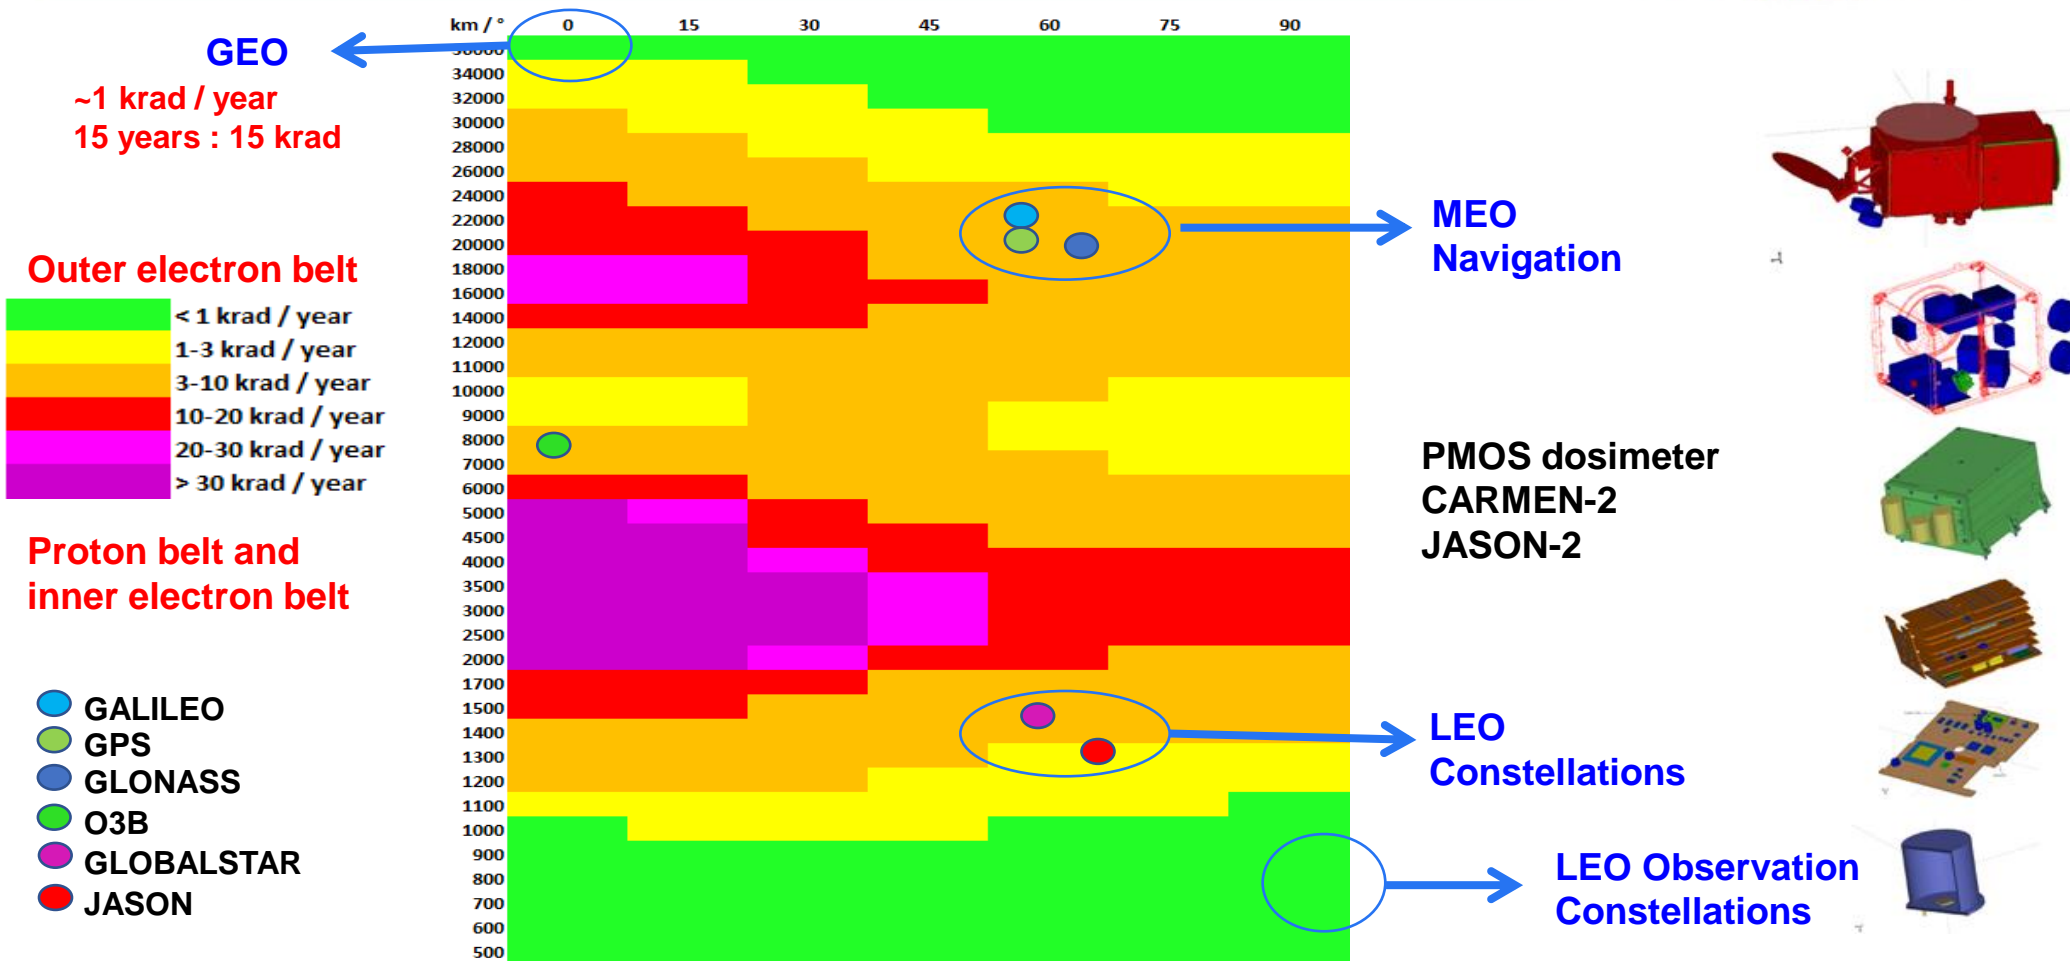 km / ° 0 15 30 45 60 75 90
GEO
~1 krad / year
15 years : 15 krad
36000
34000
32000
30000
28000
26000
24000
22000
20000
18000
16000
14000
12000
11000
10000
9000
8000
7000
6000
5000
4500
4000
3500
3000
2500
2000
1700
1500
1400
1300
1200
1100
1000
900
800
700
600
500
Outer electron belt
< 1 krad / year
1-3 krad / year
3-10 krad / year
10-20 krad / year
20-30 krad / year
> 30 krad / year
Proton belt and
inner electron belt
GALILEO
GPS
GLONASS
O3B
GLOBALSTAR
JASON
MEO
Navigation
PMOS dosimeter
CARMEN-2
JASON-2
LEO
Constellations
LEO Observation
Constellations